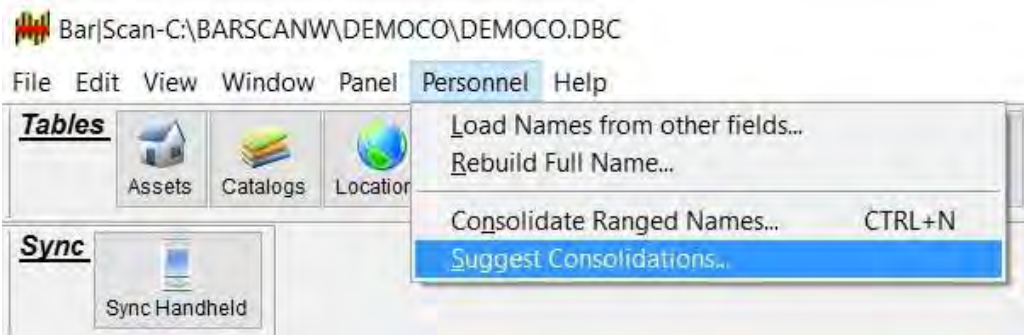 Bar|Scan-C:\BARSCANW\DEMOCO\DEMOCO.DBC
File Edit View Window Panel Personnel Help
Tables
Assets Catalogs Location
Load Names from other fields...
Rebuild Full Name...
Consolidate Ranged Names... CTRL+N
Suggest Consolidations...
Sync
Sync Handheld